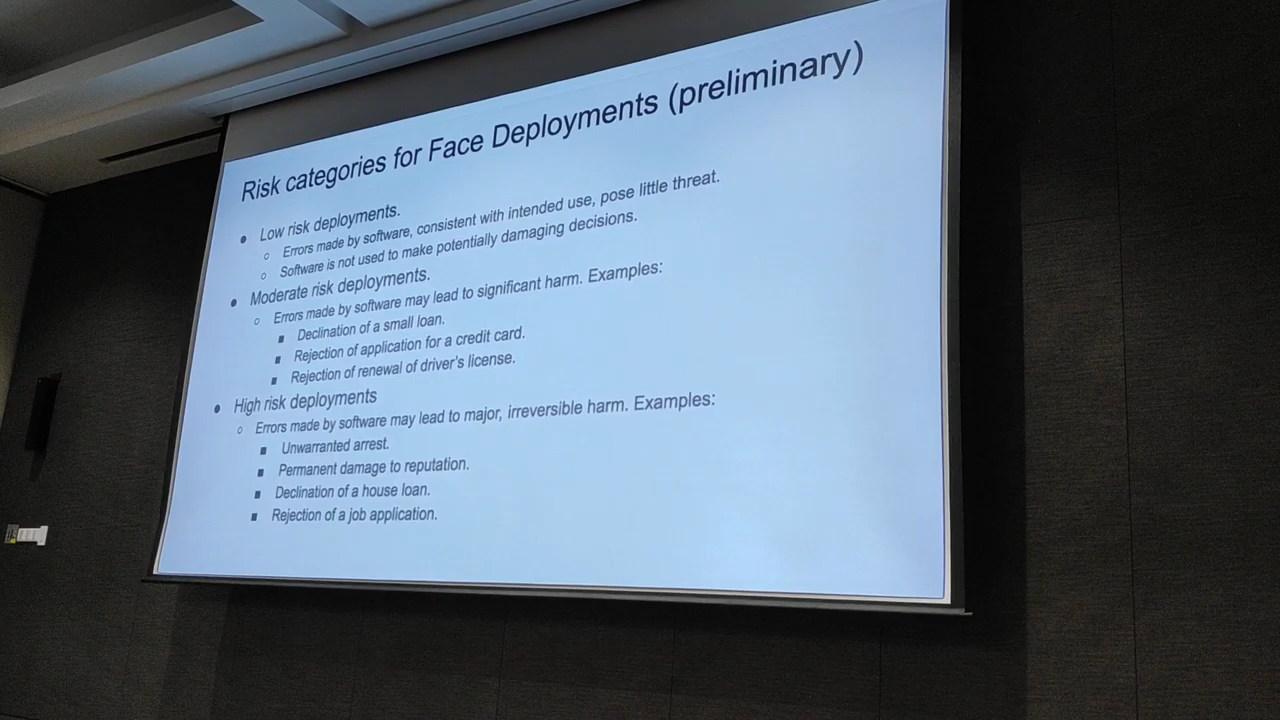 Risk categories for Face Deployments (preliminary)
● Low risk deployments.
○ Errors made by software, consistent with intended use, pose little threat.
○ Software is not used to make potentially damaging decisions.
● Moderate risk deployments.
○ Errors made by software may lead to significant harm. Examples:
■ Declination of a small loan.
■ Rejection of application for a credit card.
■ Rejection of renewal of driver's license.
● High risk deployments
○ Errors made by software may lead to major, irreversible harm. Examples:
■ Unwarranted arrest.
■ Permanent damage to reputation.
■ Declination of a house loan.
■ Rejection of a job application.